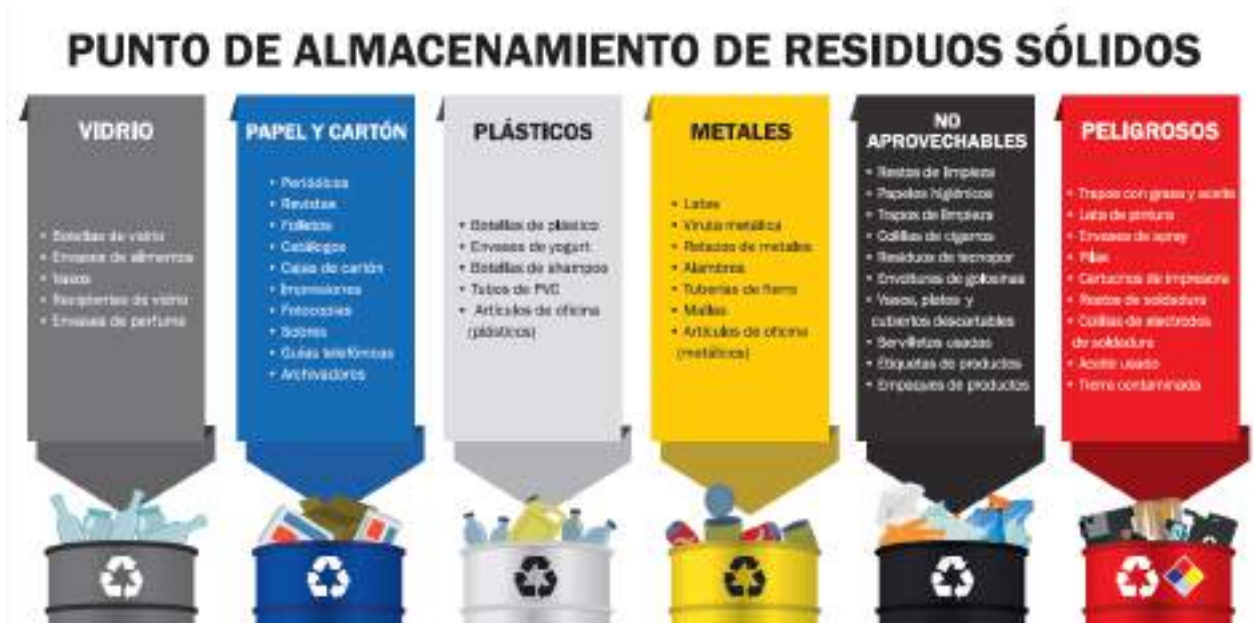 PUNTO DE ALMACENAMIENTO DE RESIDUOS SÓLIDOS
VIDRIO
• Botellas de vidrio
• Envases de alimentos
• Vasos
• Recipientes de vidrio
• Envases de perfume
PAPEL Y CARTÓN
• Periódicos
• Revistas
• Folletos
• Catálogos
• Cajas de cartón
• Impresiones
• Fotocopias
• Sobres
• Guías telefónicas
• Archivadores
PLÁSTICOS
• Botellas de plástico
• Envases de yogurt
• Botellas de shampoo
• Tubos de PVC
• Artículos de oficina
(plásticos)
METALES
• Latas
• Viruta metálica
• Retazos de metales
• Alambres
• Tuberías de fierro
• Mallas
• Artículos de oficina
(metálicos)
NO
APROVECHABLES
• Restos de limpieza
• Papeles higiénicos
• Trapos de limpieza
• Colillas de cigarros
• Residuos de tecnopor
• Envolturas de golosinas
• Vasos, platos y
cubiertos descartables
• Servilletas usadas
• Etiquetas de productos
• Empaques de productos
PELIGROSOS
• Trapos con grasa y aceite
• Lata de pintura
• Envases de spray
• Pilas
• Cartuchos de impresora
• Restos de soldadura
• Colillas de electrodos
de soldadura
• Aceite usado
• Tierra contaminada